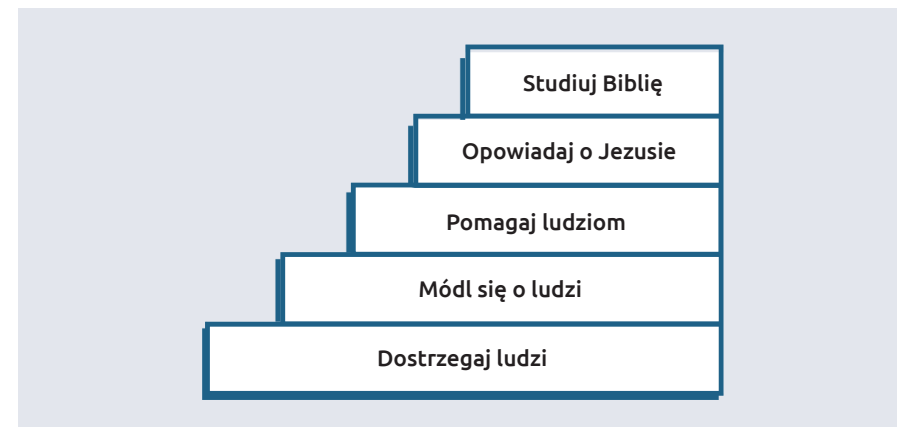 Studiuj Biblię
Opowiadaj o Jezusie
Pomagaj ludziom
Módl się o ludzi
Dostrzegaj ludzi